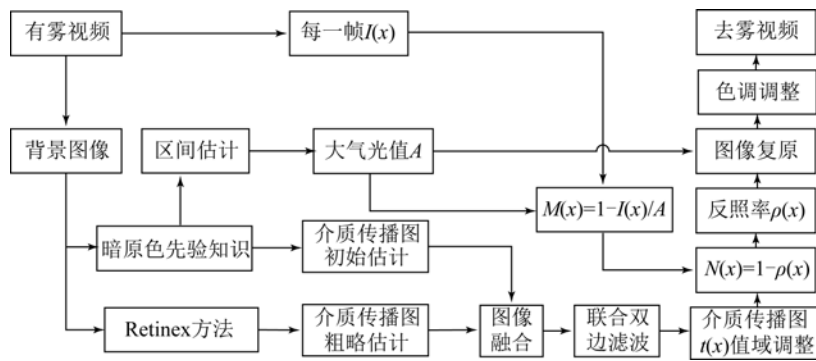 有雾视频
每一帧I(x)
去雾视频
色调调整
背景图像
区间估计
大气光值A
图像复原
M(x)=1-I(x)/A
反照率ρ(x)
暗原色先验知识
介质传播图
初始估计
N(x)=1-ρ(x)
Retinex方法
介质传播图
粗略估计
图像
融合
联合双
边滤波
介质传播图
t(x)值域调整